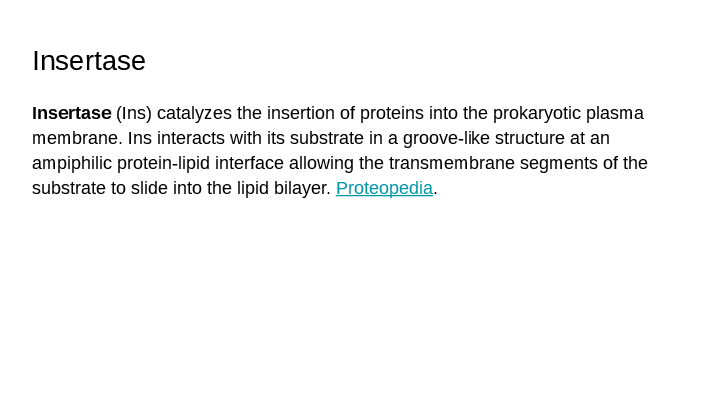 Insertase
Insertase (Ins) catalyzes the insertion of proteins into the prokaryotic plasma
membrane. Ins interacts with its substrate in a groove-like structure at an
ampiphilic protein-lipid interface allowing the transmembrane segments of the
substrate to slide into the lipid bilayer. Proteopedia.